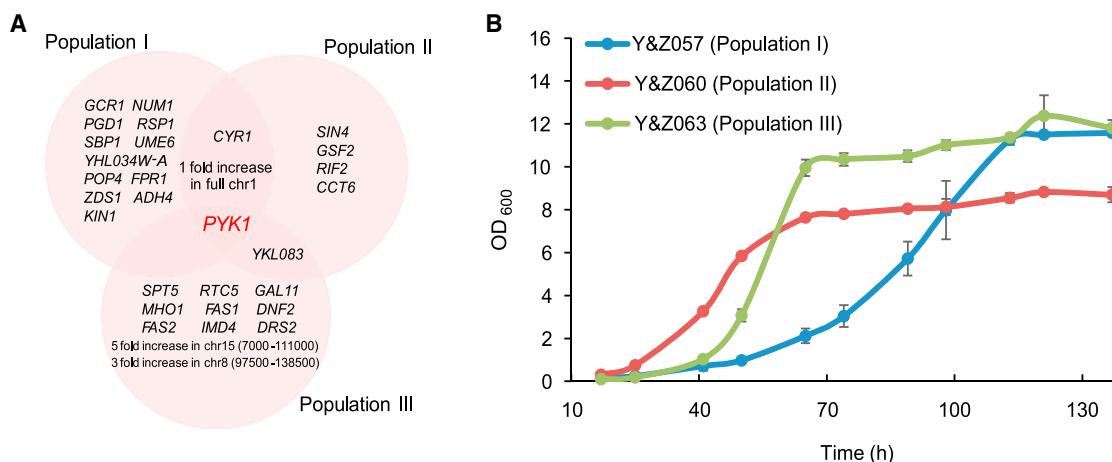 A
Population I
Population II
GCR1 NUM1
PGD1 RSP1
SBP1 UME6
YHL034W-A
POP4 FPR1
ZDS1 ADH4
KIN1
CYR1
1 fold increase
in full chr1
SIN4
GSF2
RIF2
CCT6
PYK1
YKL083
SPT5 RTC5 GAL11
MHO1 FAS1 DNF2
FAS2 IMD4 DRS2
5 fold increase in chr15 (7000-111000)
3 fold increase in chr8 (97500-138500)
Population III
B
16
14
12
10
8
6
4
2
0
OD600
Y&Z057 (Population I)
Y&Z060 (Population II)
Y&Z063 (Population III)
10 70 100 130
Time (h)